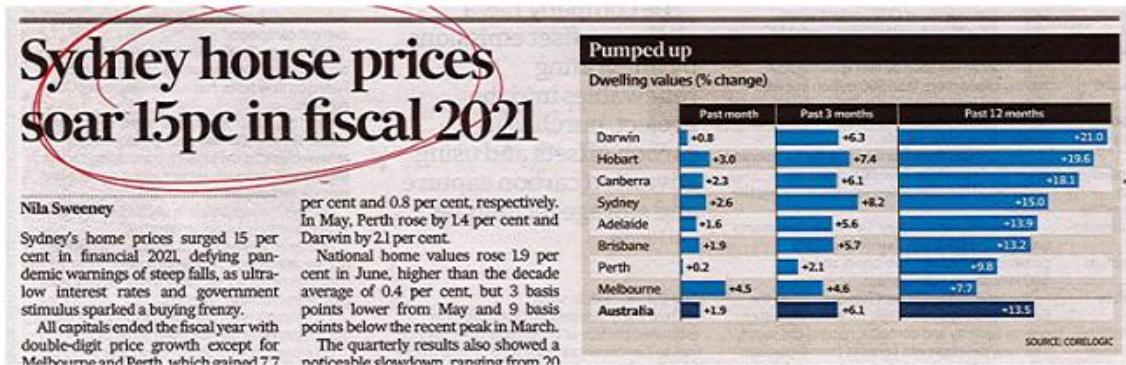 Sydney house prices
soar 15pc in fiscal 2021
Nila Sweeney
Sydney's home prices surged 15 per
cent in financial 2021, defying pan-
demic warnings of steep falls, as ultra-
low interest rates and government
stimulus sparked a buying frenzy.
All capitals ended the fiscal year with
double-digit price growth except for
Melbourne and Perth, which gained 7.7
per cent and 0.8 per cent, respectively.
In May, Perth rose by 1.4 per cent and
Darwin by 2.1 per cent.
National home values rose 1.9 per
cent in June, higher than the decade
average of 0.4 per cent, but 3 basis
points lower from May and 9 basis
points below the recent peak in March.
The quarterly results also showed a
noticeable slowdown, ranging from 20
Pumped up
Dwelling values (% change)
Past month Past 3 months Past 12 months
Darwin +0.8 +6.3 +21.0
Hobart +3.0 +7.4 +19.6
Canberra +2.3 +6.1 +18.1
Sydney +2.6 +8.2 +15.0
Adelaide +1.6 +5.6 +13.9
Brisbane +1.9 +5.7 +13.2
Perth +0.2 +2.1 +9.8
Melbourne +4.5 +4.6 +7.7
Australia +1.9 +6.1 +13.5
SOURCE: CORELOGIC